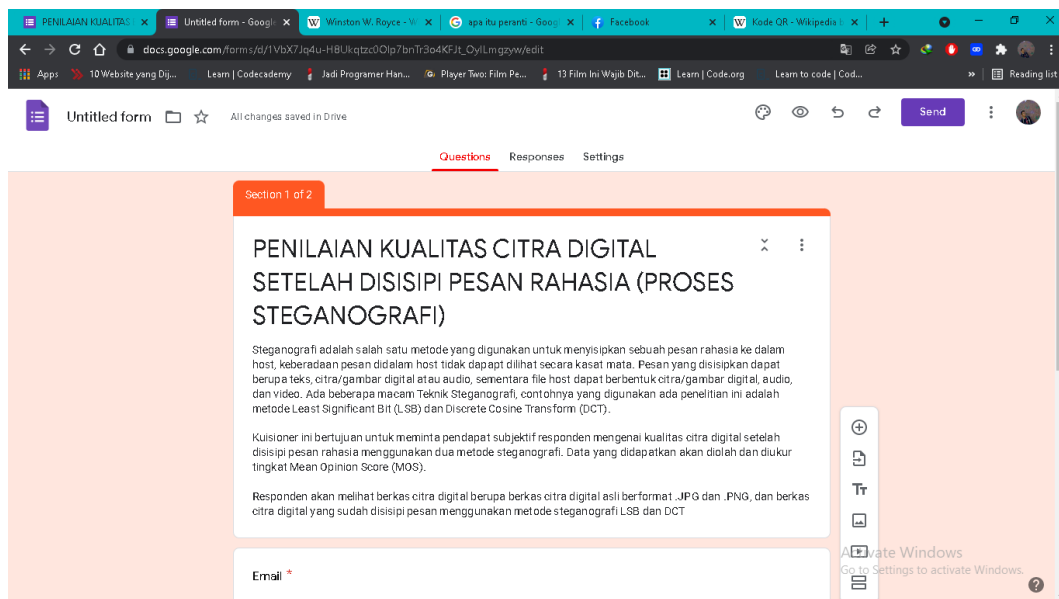 PENILAIAN KUALITAS
Untitled form - Google
Winston W. Royce - W
apa itu peranti - Goog
Facebook
Kode QR - Wikipedia b
docs.google.com/forms/d/1VbX7Jq4u-H8Ukqtzc0Olp7bnTr3o4KFJt_OylLmgzyw/edit
Apps
10 Website yang Dij...
Learn | Codecademy
Jadi Programer Han...
Player Two: Film Pe...
13 Film Ini Wajib Dit...
Learn | Code.org
Learn to code | Cod...
»
Reading list
Untitled form
All changes saved in Drive
Send
Questions Responses Settings
Section 1 of 2
PENILAIAN KUALITAS CITRA DIGITAL
SETELAH DISISIPI PESAN RAHASIA (PROSES
STEGANOGRAFI)
Steganografi adalah salah satu metode yang digunakan untuk menyisipkan sebuah pesan rahasia ke dalam
host, keberadaan pesan didalam host tidak dapapt dilihat secara kasat mata. Pesan yang disisipkan dapat
berupa teks, citra/gambar digital atau audio, sementara file host dapat berbentuk citra/gambar digital, audio,
dan video. Ada beberapa macam Teknik Steganografi, contohnya yang digunakan ada penelitian ini adalah
metode Least Significant Bit (LSB) dan Discrete Cosine Transform (DCT).
Kuisioner ini bertujuan untuk meminta pendapat subjektif responden mengenai kualitas citra digital setelah
disisipi pesan rahasia menggunakan dua metode steganografi. Data yang didapatkan akan diolah dan diukur
tingkat Mean Opinion Score (MOS).
Responden akan melihat berkas citra digital berupa berkas citra digital asli berformat .JPG dan .PNG, dan berkas
citra digital yang sudah disisipi pesan menggunakan metode steganografi LSB dan DCT
Tт
Email *
Activate Windows
Go to Settings to activate Windows.